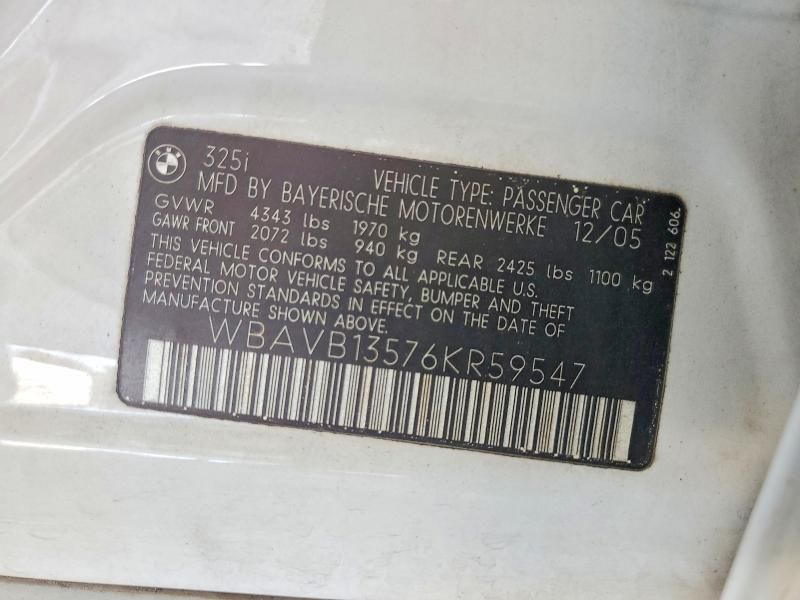 BMW 325i VEHICLE TYPE: PASSENGER CAR
MFD BY BAYERISCHE MOTORENWERKE 12/05
GVWR 4343 lbs 1970 kg
GAWR FRONT 2072 lbs 940 kg REAR 2425 lbs 1100 kg
THIS VEHICLE CONFORMS TO ALL APPLICABLE U.S.
FEDERAL MOTOR VEHICLE SAFETY, BUMPER AND THEFT
PREVENTION STANDARDS IN EFFECT ON THE DATE OF
MANUFACTURE SHOWN ABOVE.
WBAVB13576KR59547
2 122 606.